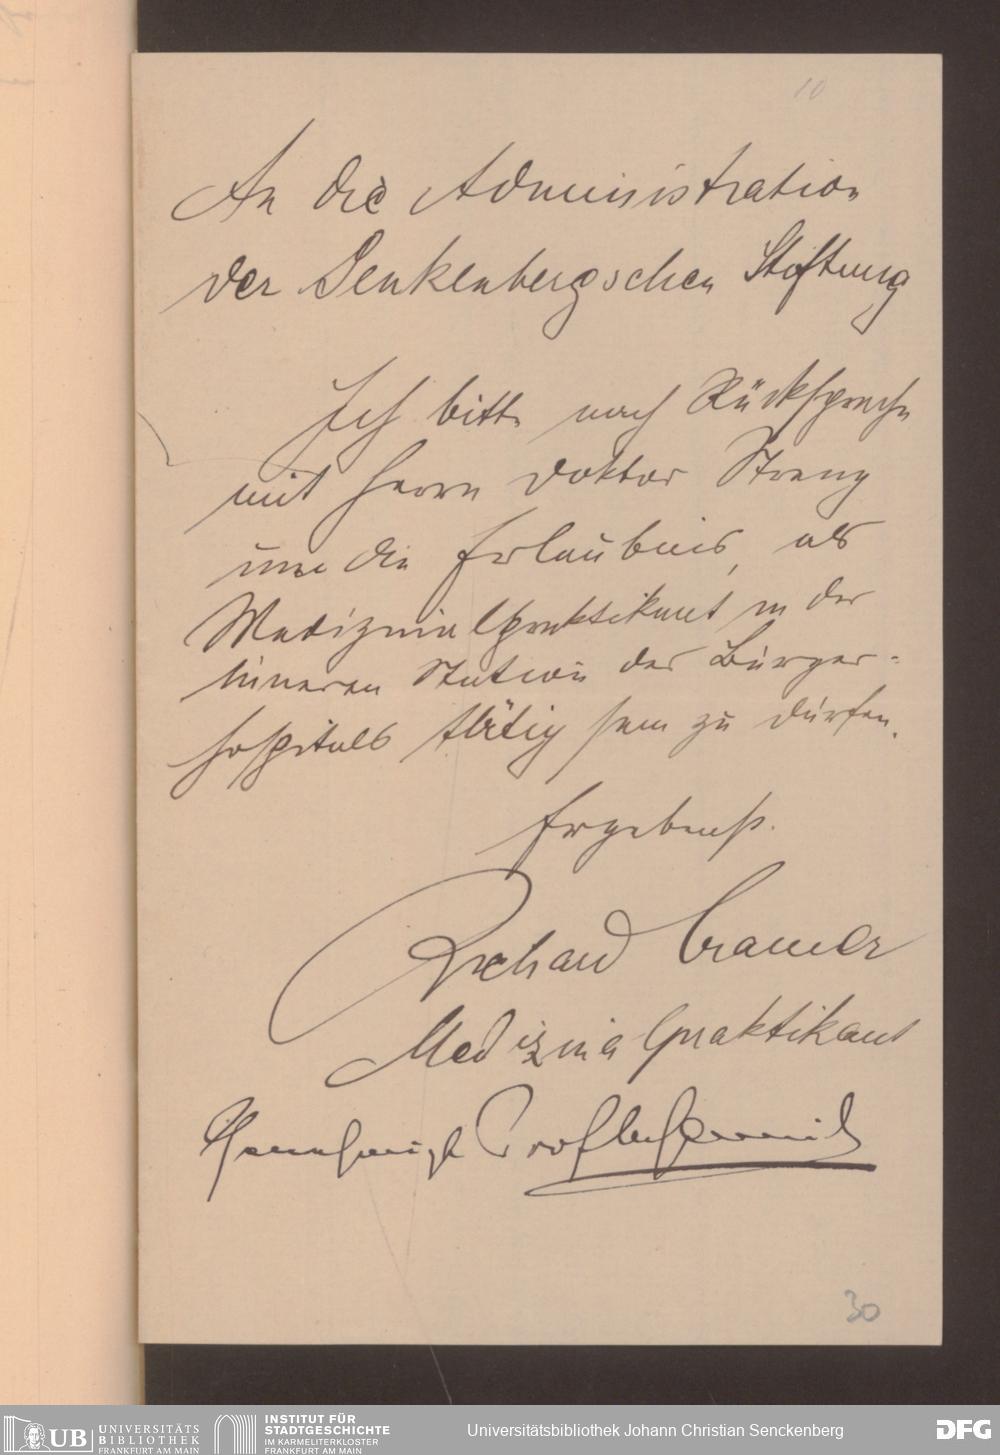 10
An die Administration
der Senkenbergschen Stiftung
Ich bitte nach Rücksprache
mit Herrn Doktor Streng
um die Erlaubnis, als
Medizinalpraktikant in der
inneren Station des Bürger=
hospitals thätig sein zu dürfen.
Ergebenst.
Richard Cramer
Medizinalpraktikant
30
UB UNIVERSITÄTS
BIBLIOTHEK
FRANKFURT AM MAIN
INSTITUT FÜR
STADTGESCHICHTE
IM KARMELITERKLOSTER
FRANKFURT AM MAIN
Universitätsbibliothek Johann Christian Senckenberg
DFG